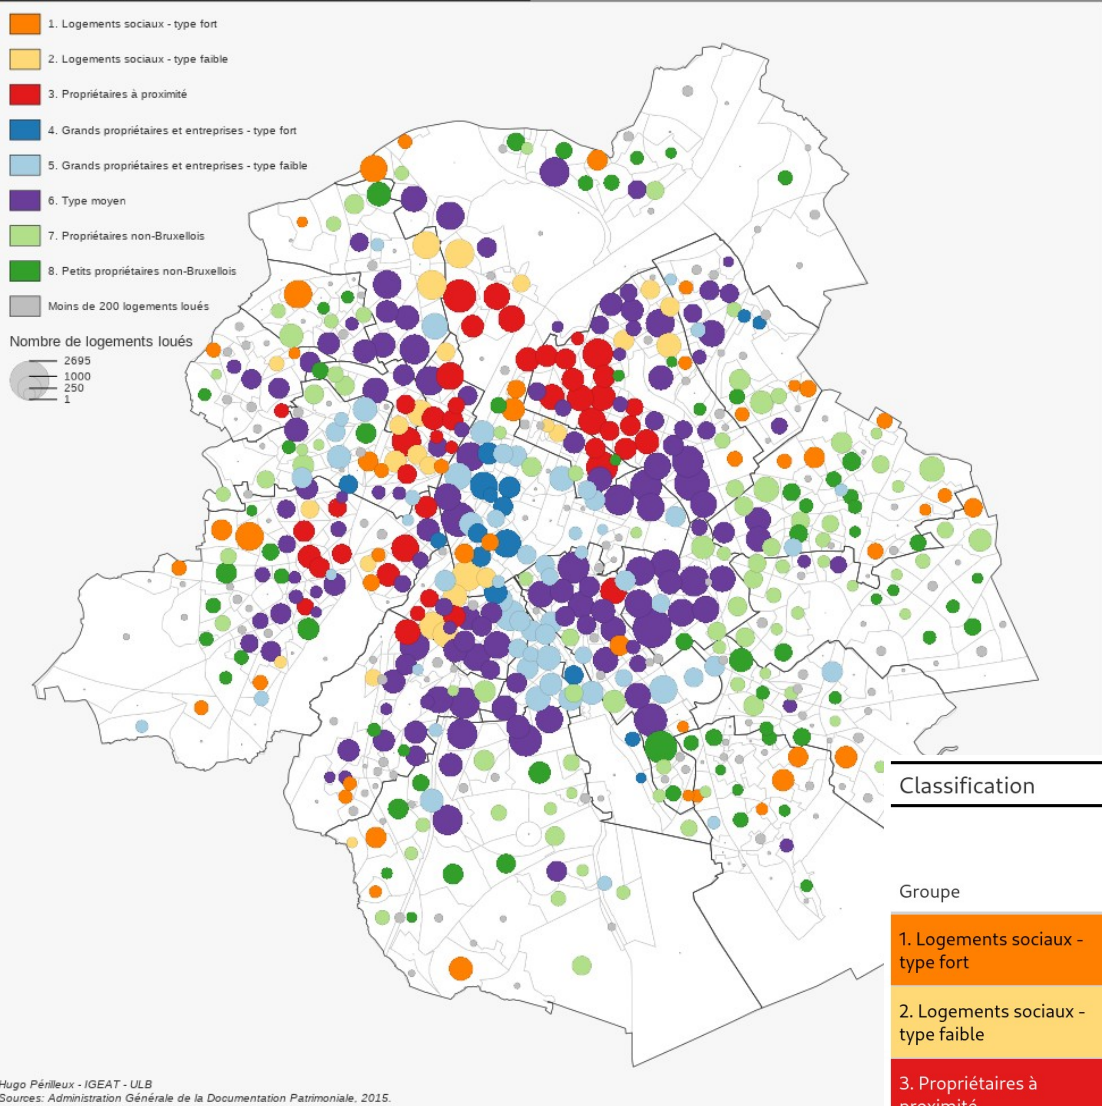 1. Logements sociaux - type fort
2. Logements sociaux - type faible
3. Propriétaires à proximité
4. Grands propriétaires et entreprises - type fort
5. Grands propriétaires et entreprises - type faible
6. Type moyen
7. Propriétaires non-Bruxellois
8. Petits propriétaires non-Bruxellois
Moins de 200 logements loués
Nombre de logements loués
2695
1000
250
1
Classification
Groupe
1. Logements sociaux -
type fort
2. Logements sociaux -
type faible
3. Propriétaires à
proximité
Hugo Périlleux - IGEAT - ULB
Sources: Administration Générale de la Documentation Patrimoniale, 2015.